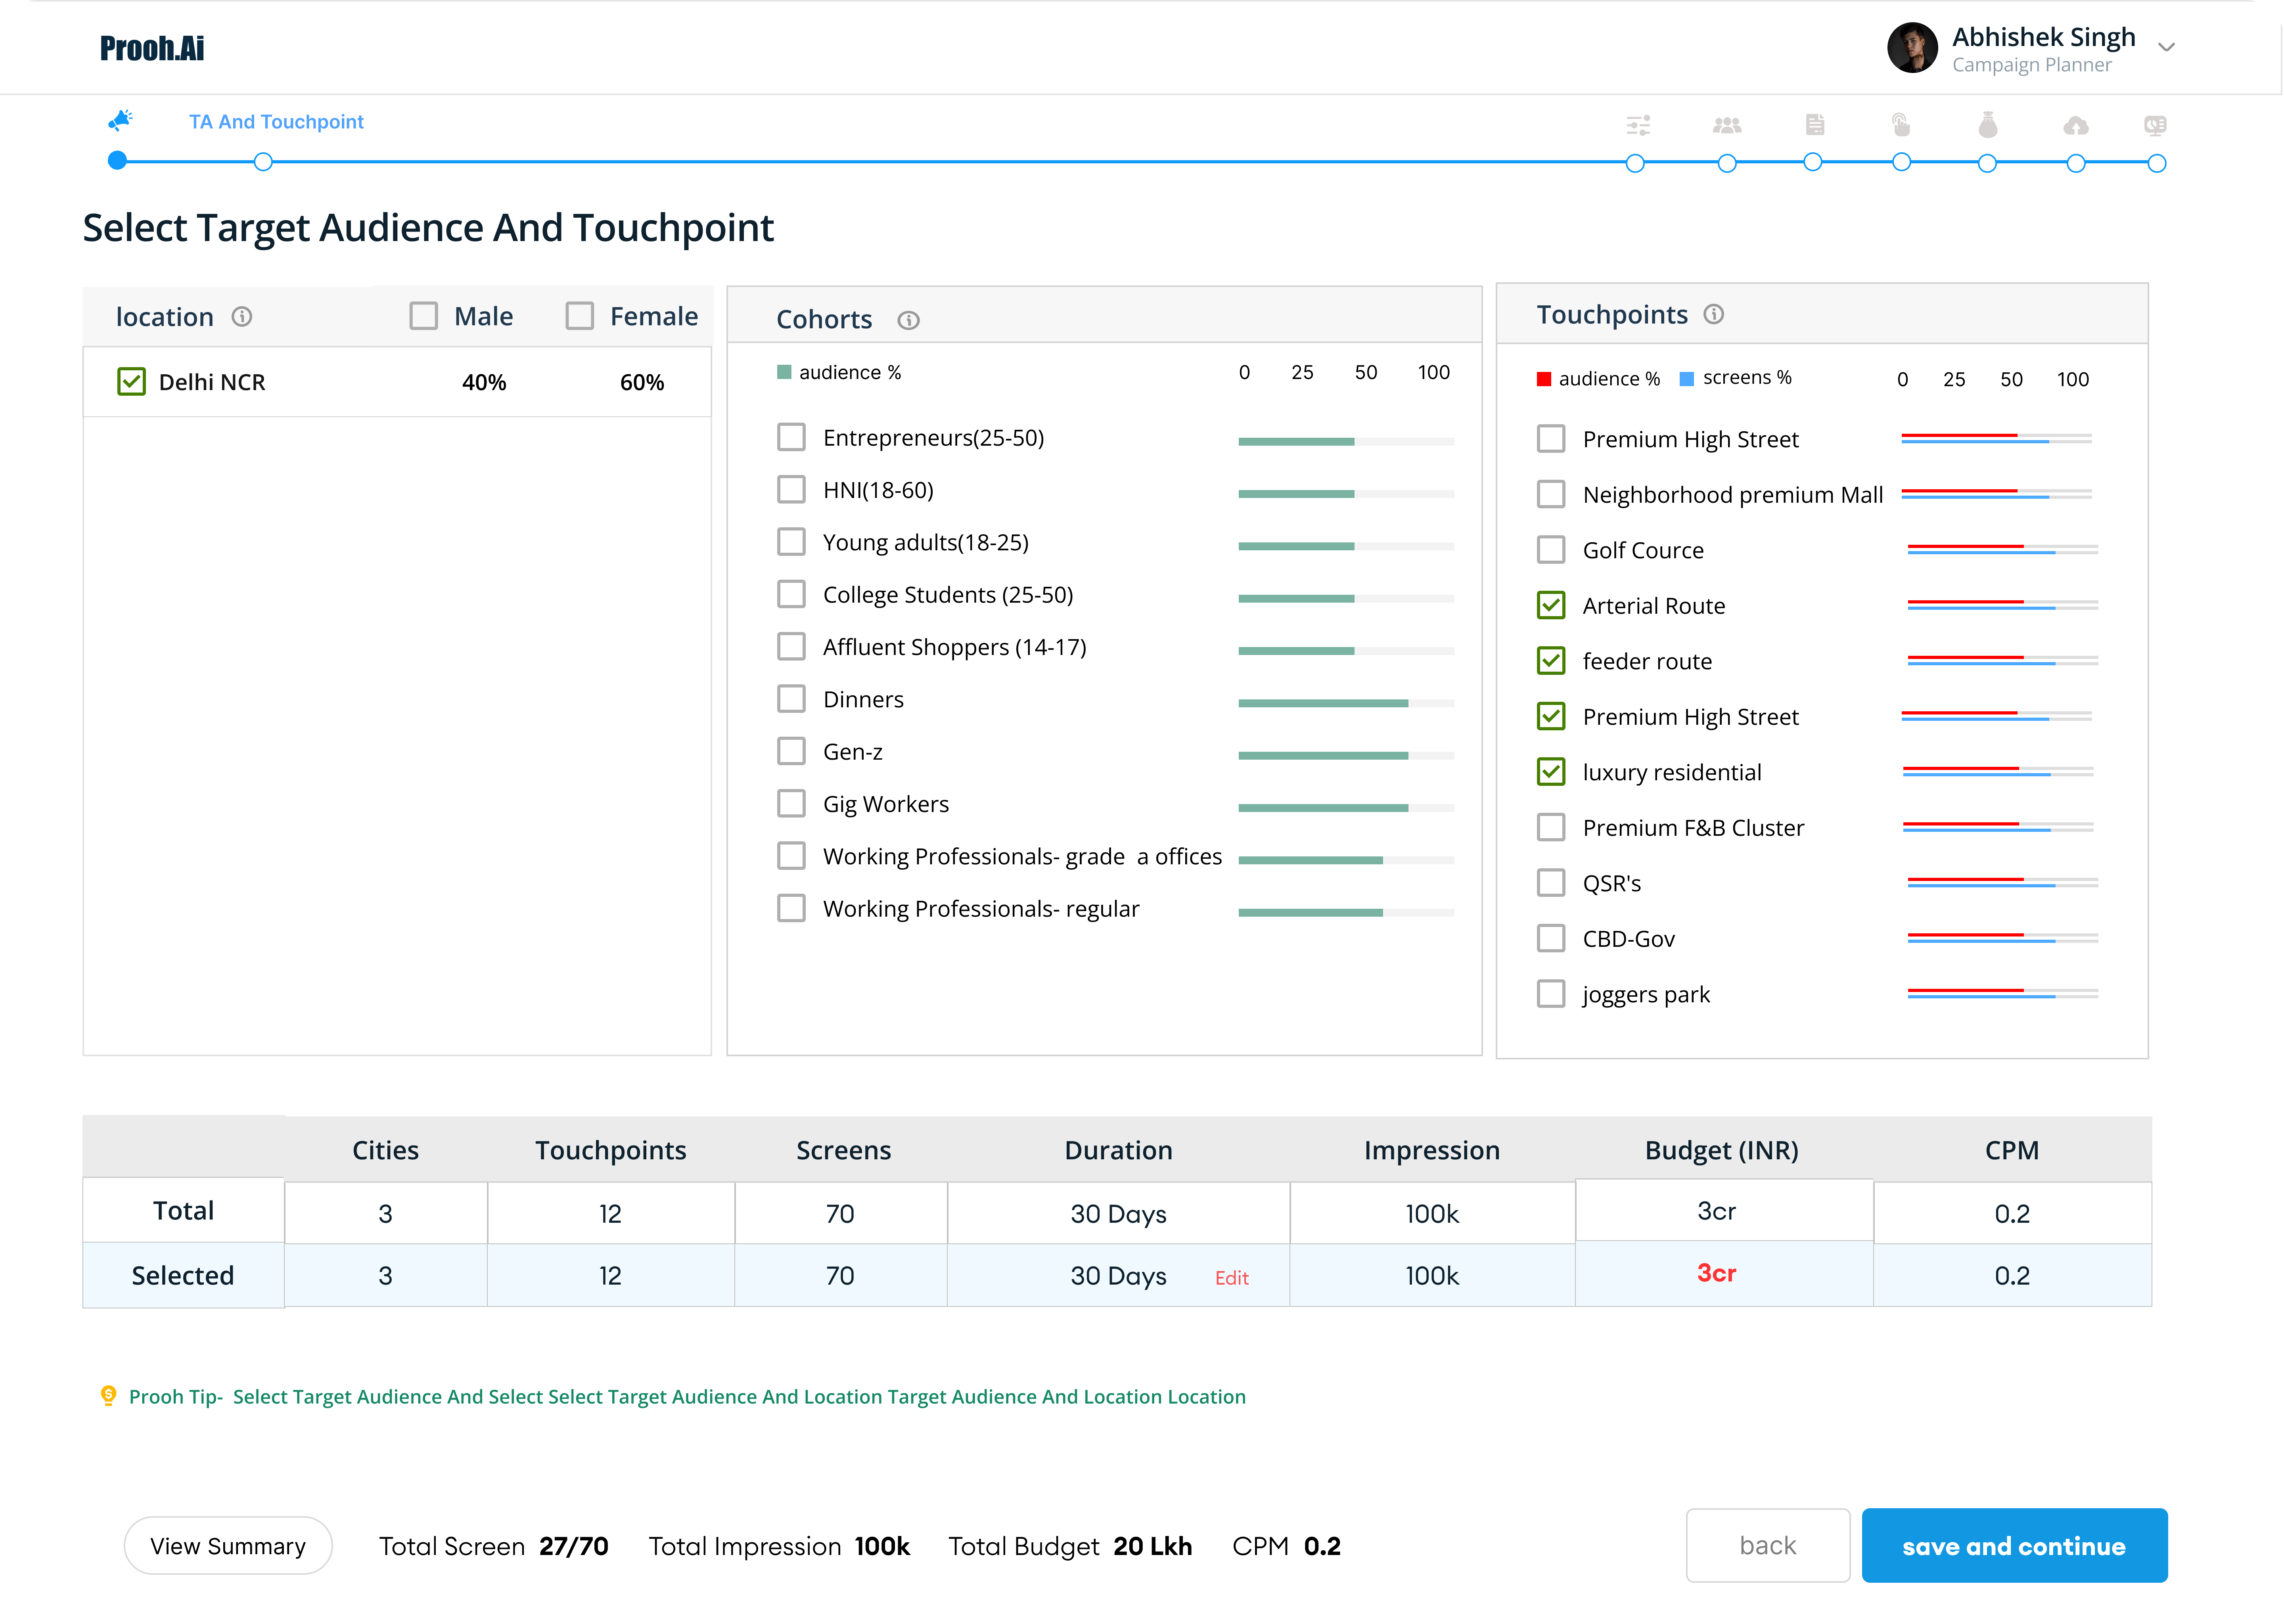 Prooh.Ai
Abhishek Singh
Campaign Planner
TA And Touchpoint
Select Target Audience And Touchpoint
location Male Female
Delhi NCR 40% 60%
Cohorts
audience % 0 25 50 100
Entrepreneurs(25-50)
HNI(18-60)
Young adults(18-25)
College Students (25-50)
Affluent Shoppers (14-17)
Dinners
Gen-z
Gig Workers
Working Professionals- grade a offices
Working Professionals- regular
Touchpoints
audience % screens % 0 25 50 100
Premium High Street
Neighborhood premium Mall
Golf Cource
Arterial Route
feeder route
Premium High Street
luxury residential
Premium F&B Cluster
QSR's
CBD-Gov
joggers park
Cities Touchpoints Screens Duration Impression Budget (INR) CPM
Total 3 12 70 30 Days 100k 3cr 0.2
Selected 3 12 70 30 Days Edit 100k 3cr 0.2
Prooh Tip- Select Target Audience And Select Select Target Audience And Location Target Audience And Location Location
View Summary Total Screen 27/70 Total Impression 100k Total Budget 20 Lkh CPM 0.2 back save and continue